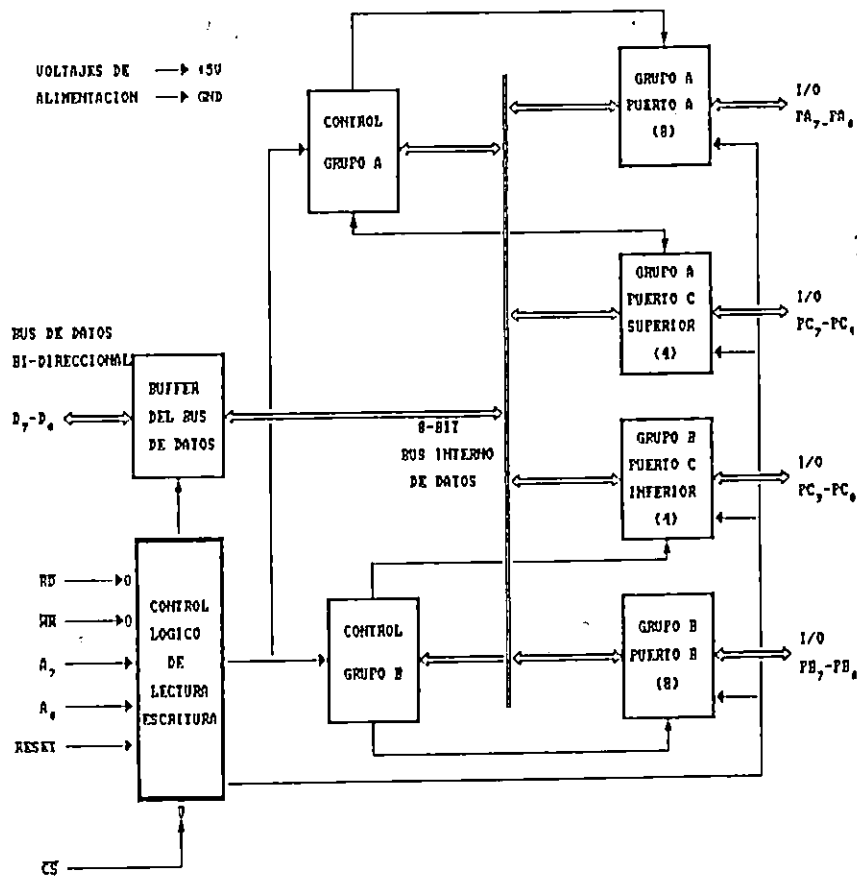 VOLTAJES DE +5V
ALIMENTACION GND
CONTROL
GRUPO A
GRUPO A
PUERTO A
(8)
I/O
PA7-PA0
GRUPO A
PUERTO C
SUPERIOR
(4)
I/O
PC7-PC4
BUS DE DATOS
BI-DIRECCIONAL
D7-D0
BUFFER
DEL BUS
DE DATOS
8-BIT
BUS INTERNO
DE DATOS
GRUPO B
PUERTO C
INFERIOR
(4)
I/O
PC3-PC0
RD
WR
A7
A0
RESET
CONTROL
LOGICO
DE
LECTURA
ESCRITURA
CONTROL
GRUPO B
GRUPO B
PUERTO B
(8)
I/O
PB7-PB0
CS